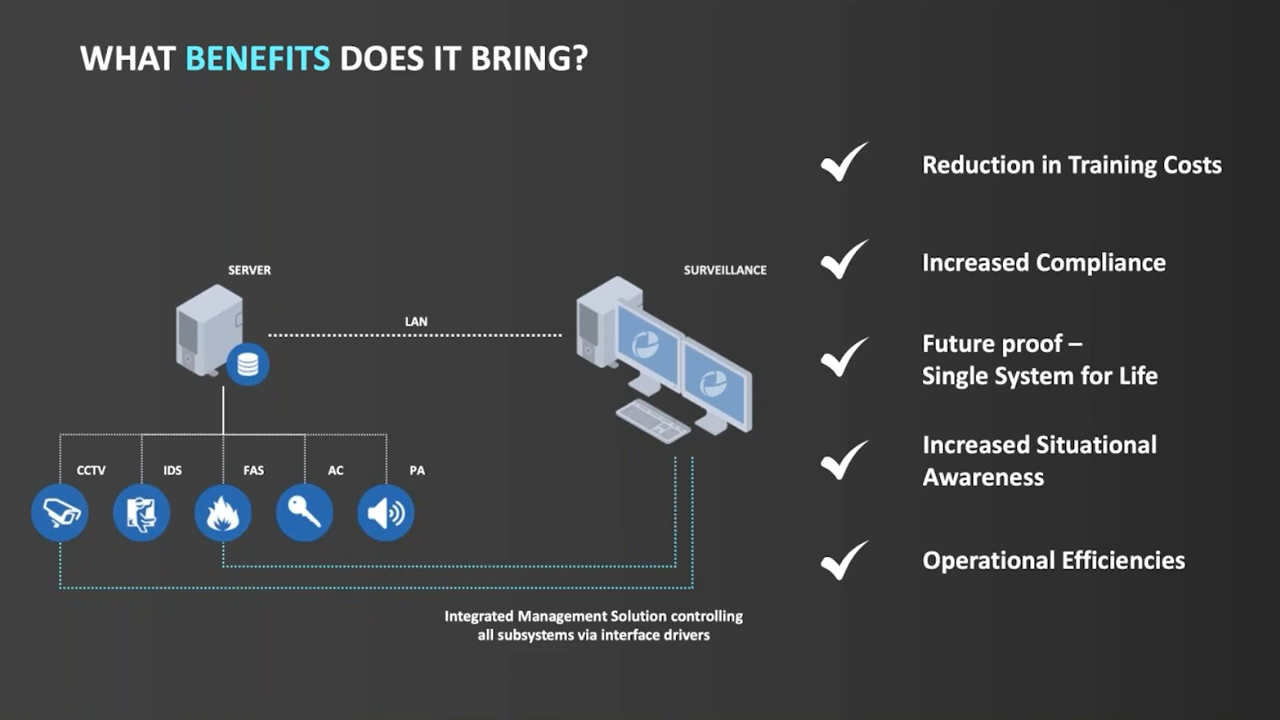 WHAT BENEFITS DOES IT BRING?
Reduction in Training Costs
Increased Compliance
Future proof –
Single System for Life
Increased Situational
Awareness
Operational Efficiencies
SERVER
SURVEILLANCE
LAN
CCTV
IDS
FAS
AC
PA
Integrated Management Solution controlling
all subsystems via interface drivers